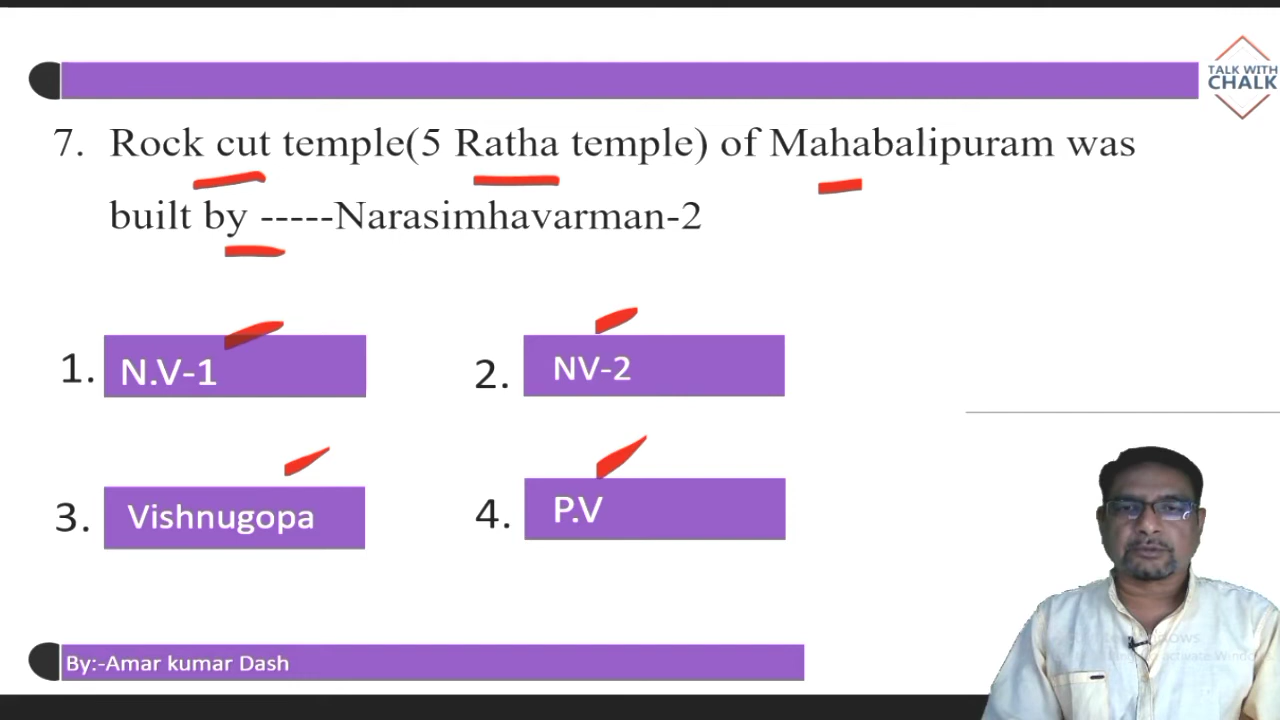 TALK WITH
CHALK
7. Rock cut temple(5 Ratha temple) of Mahabalipuram was
built by -----Narasimhavarman-2
1. N.V-1
2. NV-2
3. Vishnugopa
4. P.V
By:-Amar kumar Dash